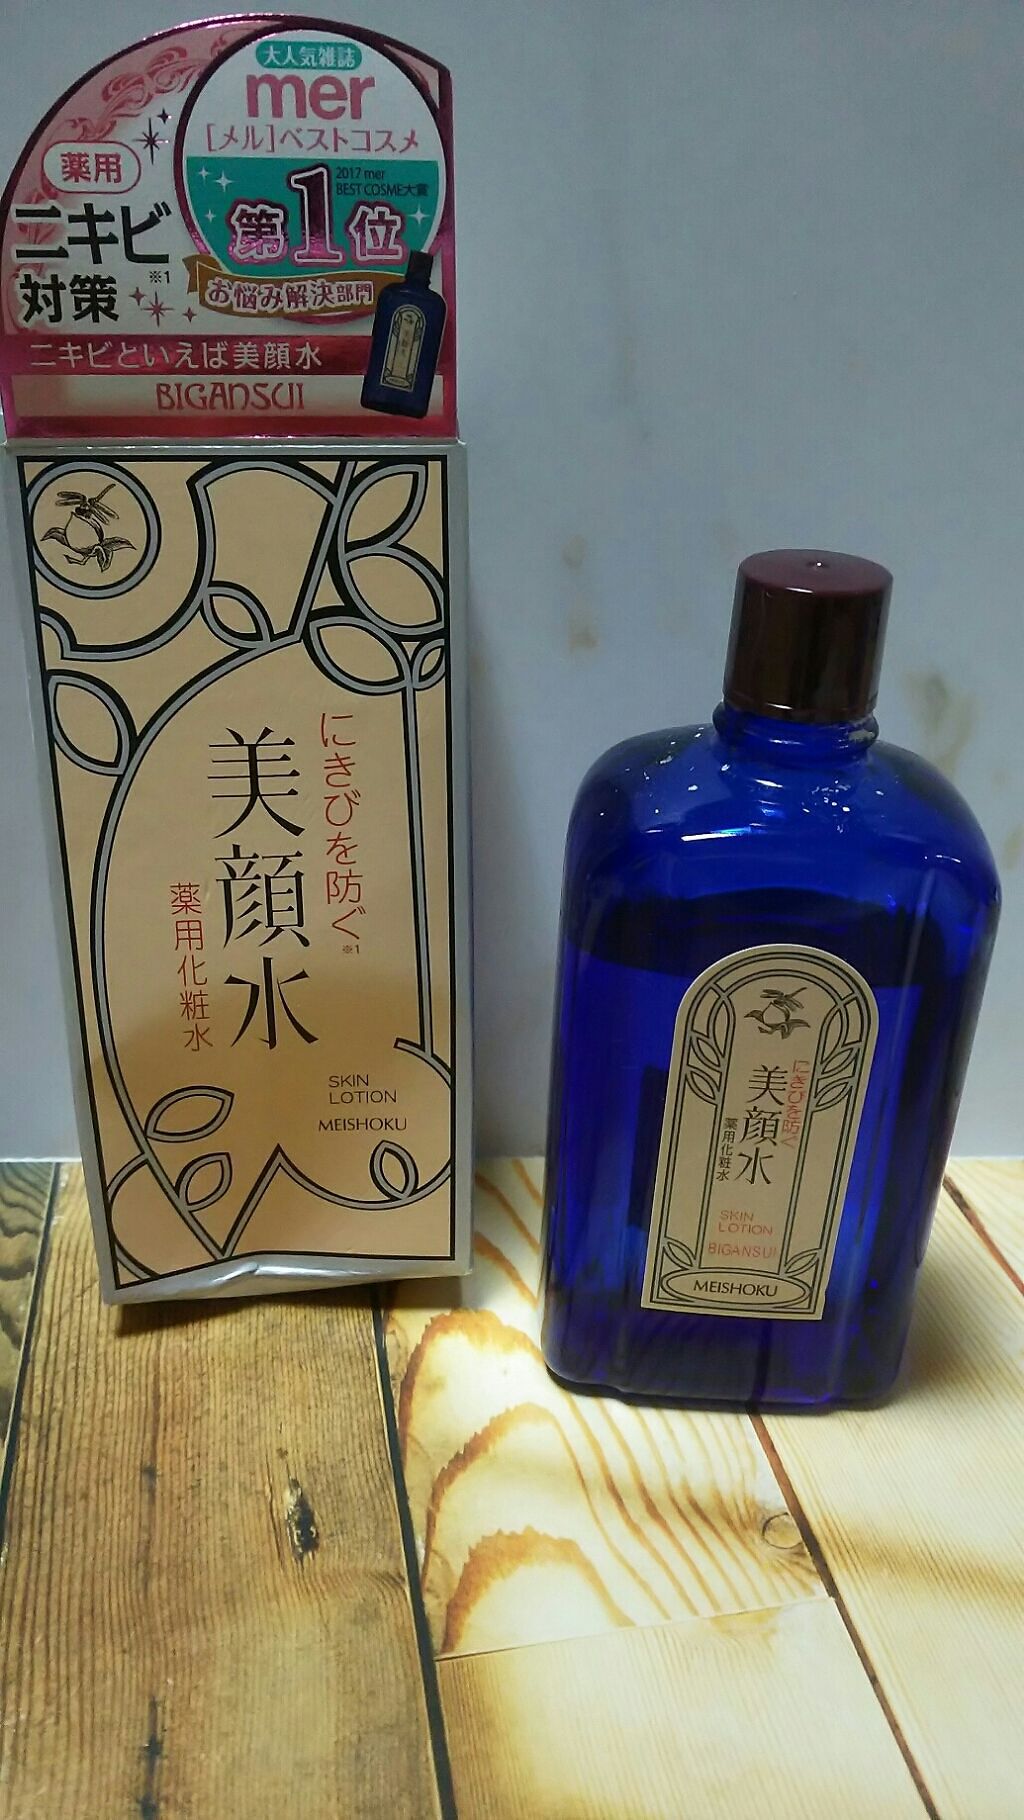 大人気雑誌
mer
[メル]ベストコスメ
2017 mer
BEST COSME大賞
第1位
お悩み解決部門
薬用
ニキビ
対策
※1
ニキビといえば美顔水
BIGANSUI
にきびを防ぐ
※1
美顔水
薬用化粧水
SKIN
LOTION
MEISHOKU
にきびを防ぐ
美顔水
薬用化粧水
SKIN
LOTION
BIGANSUI
MEISHOKU